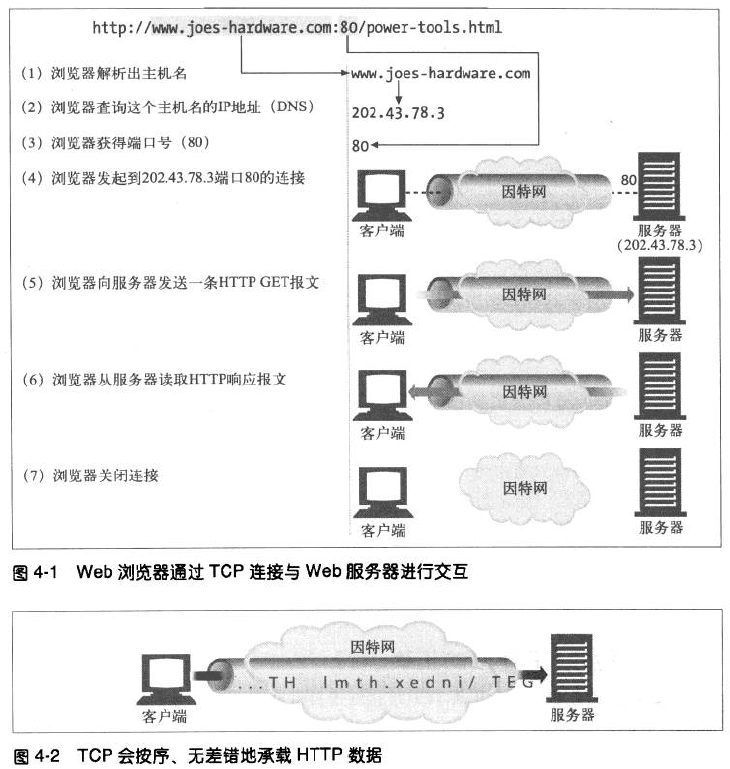 http://www.joes-hardware.com:80/power-tools.html
(1) 浏览器解析出主机名
www.joes-hardware.com
(2) 浏览器查询这个主机名的IP地址（DNS）
202.43.78.3
(3) 浏览器获得端口号（80）
80
(4) 浏览器发起到202.43.78.3端口80的连接
因特网
80
客户端
服务器
(202.43.78.3)
(5) 浏览器向服务器发送一条HTTP GET报文
因特网
客户端
服务器
(6) 浏览器从服务器读取HTTP响应报文
因特网
客户端
服务器
(7) 浏览器关闭连接
因特网
客户端
服务器
图 4-1 Web 浏览器通过 TCP 连接与 Web 服务器进行交互
因特网
...TH lmth.xedni/ TEG
客户端
服务器
图 4-2 TCP 会按序、无差错地承载 HTTP 数据